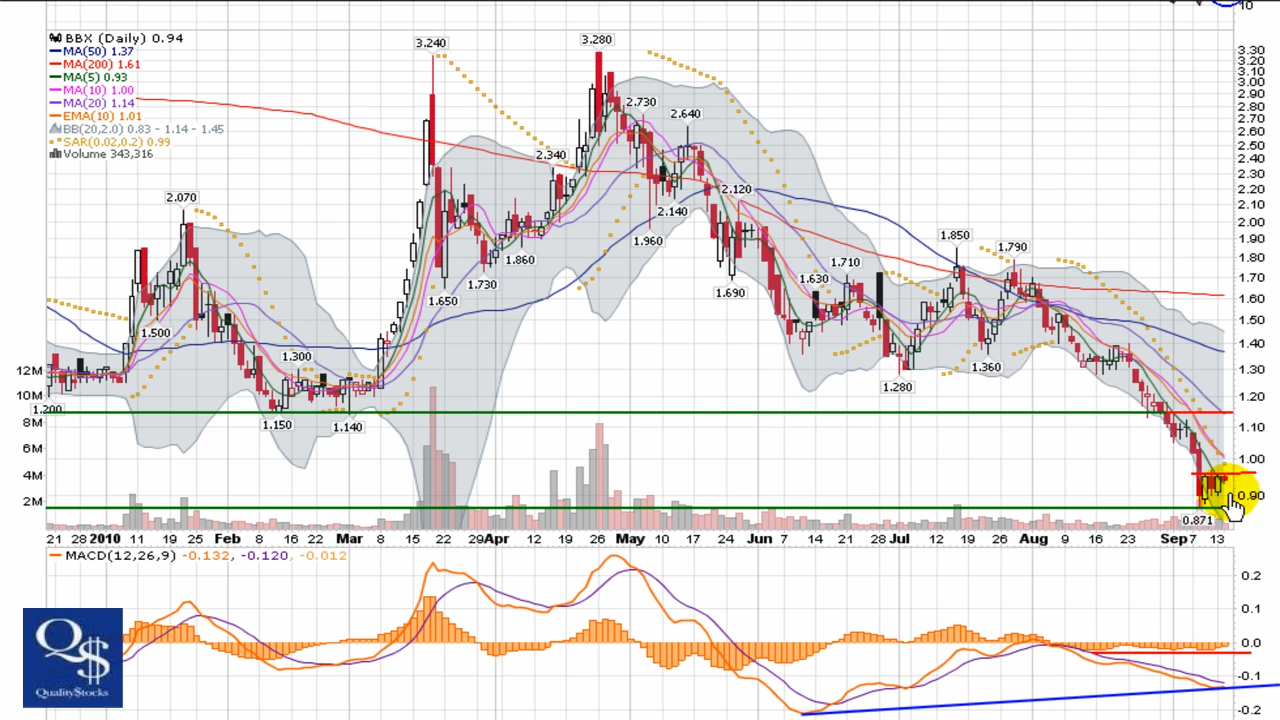 10
BBX (Daily) 0.94
MA(50) 1.37
MA(200) 1.61
MA(5) 0.93
MA(10) 1.00
MA(20) 1.14
EMA(10) 1.01
BB(20,2.0) 0.83 - 1.14 - 1.45
SAR(0.02,0.2) 0.99
Volume 343,316
3.240
3.280
2.730
2.640
2.340
2.120
2.140
2.070
1.960
1.860
1.850
1.790
1.730
1.710
1.690
1.650
1.630
1.500
1.360
1.300
1.280
1.200
1.150
1.140
0.871
3.30
3.20
3.10
3.00
2.90
2.80
2.70
2.60
2.50
2.40
2.30
2.20
2.10
2.00
1.90
1.80
1.70
1.60
1.50
1.40
1.30
1.20
1.10
1.00
0.90
12M
10M
8M
6M
4M
2M
21 28 2010 11 19 25 Feb 8 16 22 Mar 8 15 22 29 Apr 12 19 26 May 10 17 24 Jun 7 14 21 28 Jul 12 19 26 Aug 9 16 23 Sep 7 13
MACD(12,26,9) -0.132, -0.120, -0.012
0.2
0.1
0.0
-0.1
-0.2
QS
QualityStocks